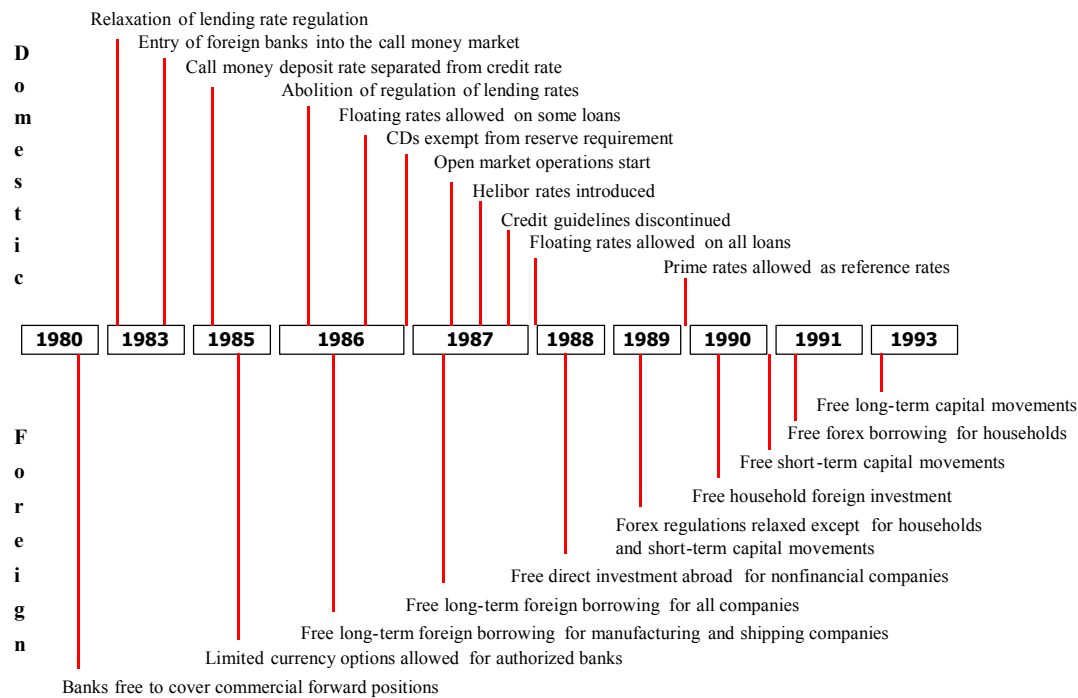 Relaxation of lending rate regulation
Entry of foreign banks into the call money market
Call money deposit rate separated from credit rate
Abolition of regulation of lending rates
Floating rates allowed on some loans
CDs exempt from reserve requirement
Open market operations start
Helibor rates introduced
Credit guidelines discontinued
Floating rates allowed on all loans
Prime rates allowed as reference rates
Domestic
1980 1983 1985 1986 1987 1988 1989 1990 1991 1993
Foreign
Free long-term capital movements
Free forex borrowing for households
Free short-term capital movements
Free household foreign investment
Forex regulations relaxed except for households
and short-term capital movements
Free direct investment abroad for nonfinancial companies
Free long-term foreign borrowing for all companies
Free long-term foreign borrowing for manufacturing and shipping companies
Limited currency options allowed for authorized banks
Banks free to cover commercial forward positions